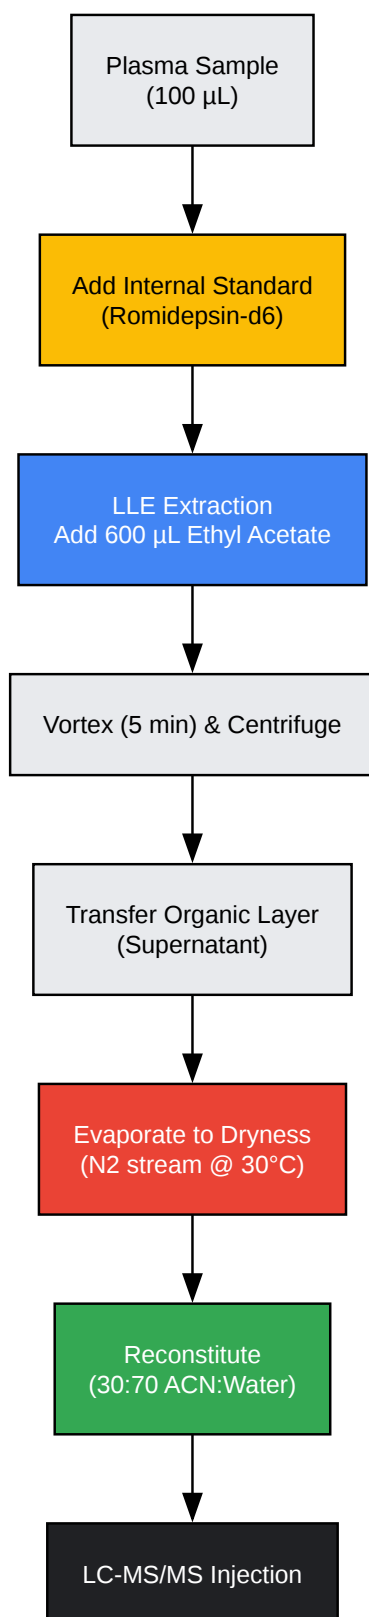 Plasma Sample
(100 µL)
Add Internal Standard
(Romidepsin-d6)
LLE Extraction
Add 600 µL Ethyl Acetate
Vortex (5 min) & Centrifuge
Transfer Organic Layer
(Supernatant)
Evaporate to Dryness
(N2 stream @ 30°C)
Reconstitute
(30:70 ACN:Water)
LC-MS/MS Injection